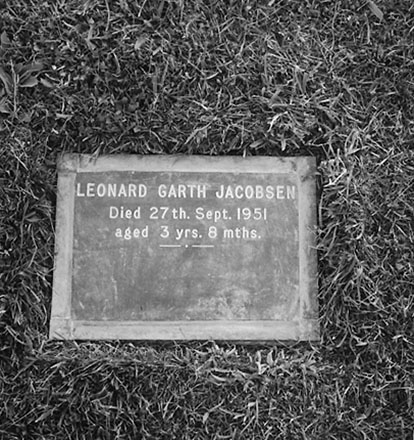 LEONARD GARTH JACOBSEN
Died 27th. Sept. 1951
aged 3 yrs. 8 mths.